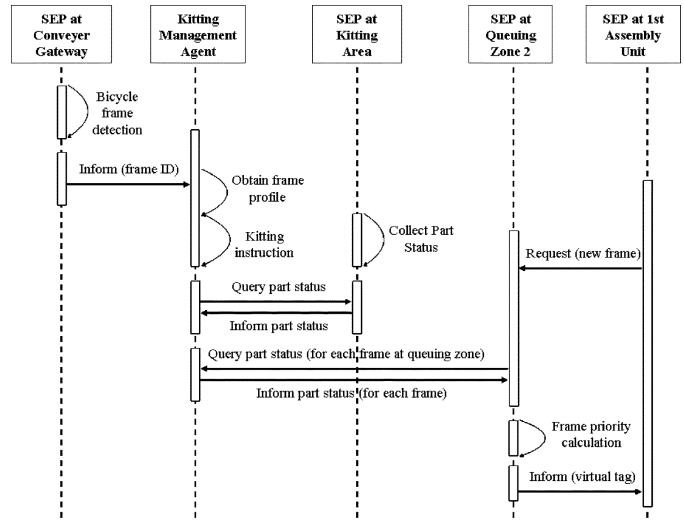 SEP at
Conveyer
Gateway
Kitting
Management
Agent
SEP at
Kitting
Area
SEP at
Queuing
Zone 2
SEP at 1st
Assembly
Unit
Bicycle
frame
detection
Inform (frame ID)
Obtain frame
profile
Kitting
instruction
Collect Part
Status
Request (new frame)
Query part status
Inform part status
Query part status (for each frame at queuing zone)
Inform part status (for each frame)
Frame priority
calculation
Inform (virtual tag)